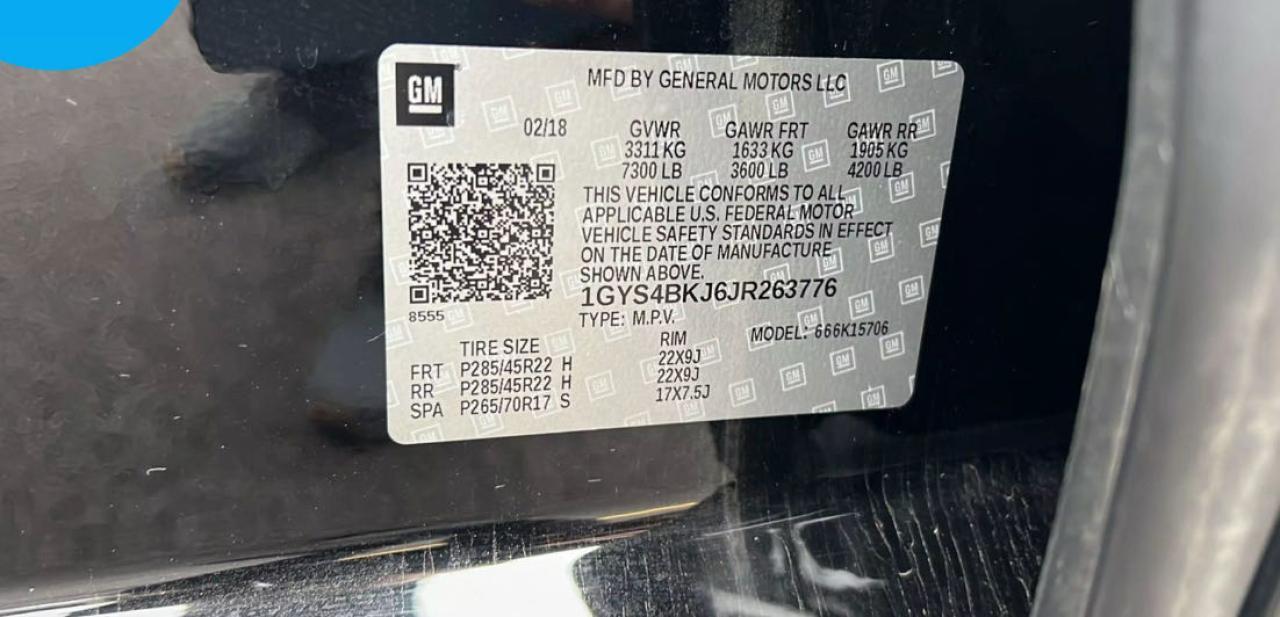 GM
MFD BY GENERAL MOTORS LLC
02/18 GVWR GAWR FRT GAWR RR
3311 KG 1633 KG 1905 KG
7300 LB 3600 LB 4200 LB
THIS VEHICLE CONFORMS TO ALL
APPLICABLE U.S. FEDERAL MOTOR
VEHICLE SAFETY STANDARDS IN EFFECT
ON THE DATE OF MANUFACTURE
SHOWN ABOVE.
1GYS4BKJ6JR263776
8555
TYPE: M.P.V. MODEL: 666K15706
TIRE SIZE RIM
FRT P285/45R22 H 22X9J
RR P285/45R22 H 22X9J
SPA P265/70R17 S 17X7.5J